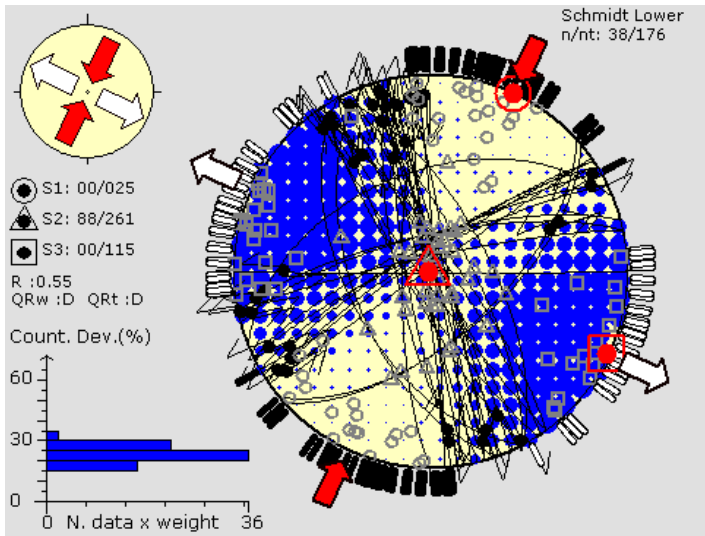 Schmidt Lower
n/nt: 38/176
S1: 00/025
S2: 88/261
S3: 00/115
R :0.55
QRw :D QRt :D
Count. Dev.(%)
60
30
0
0 N. data x weight 36